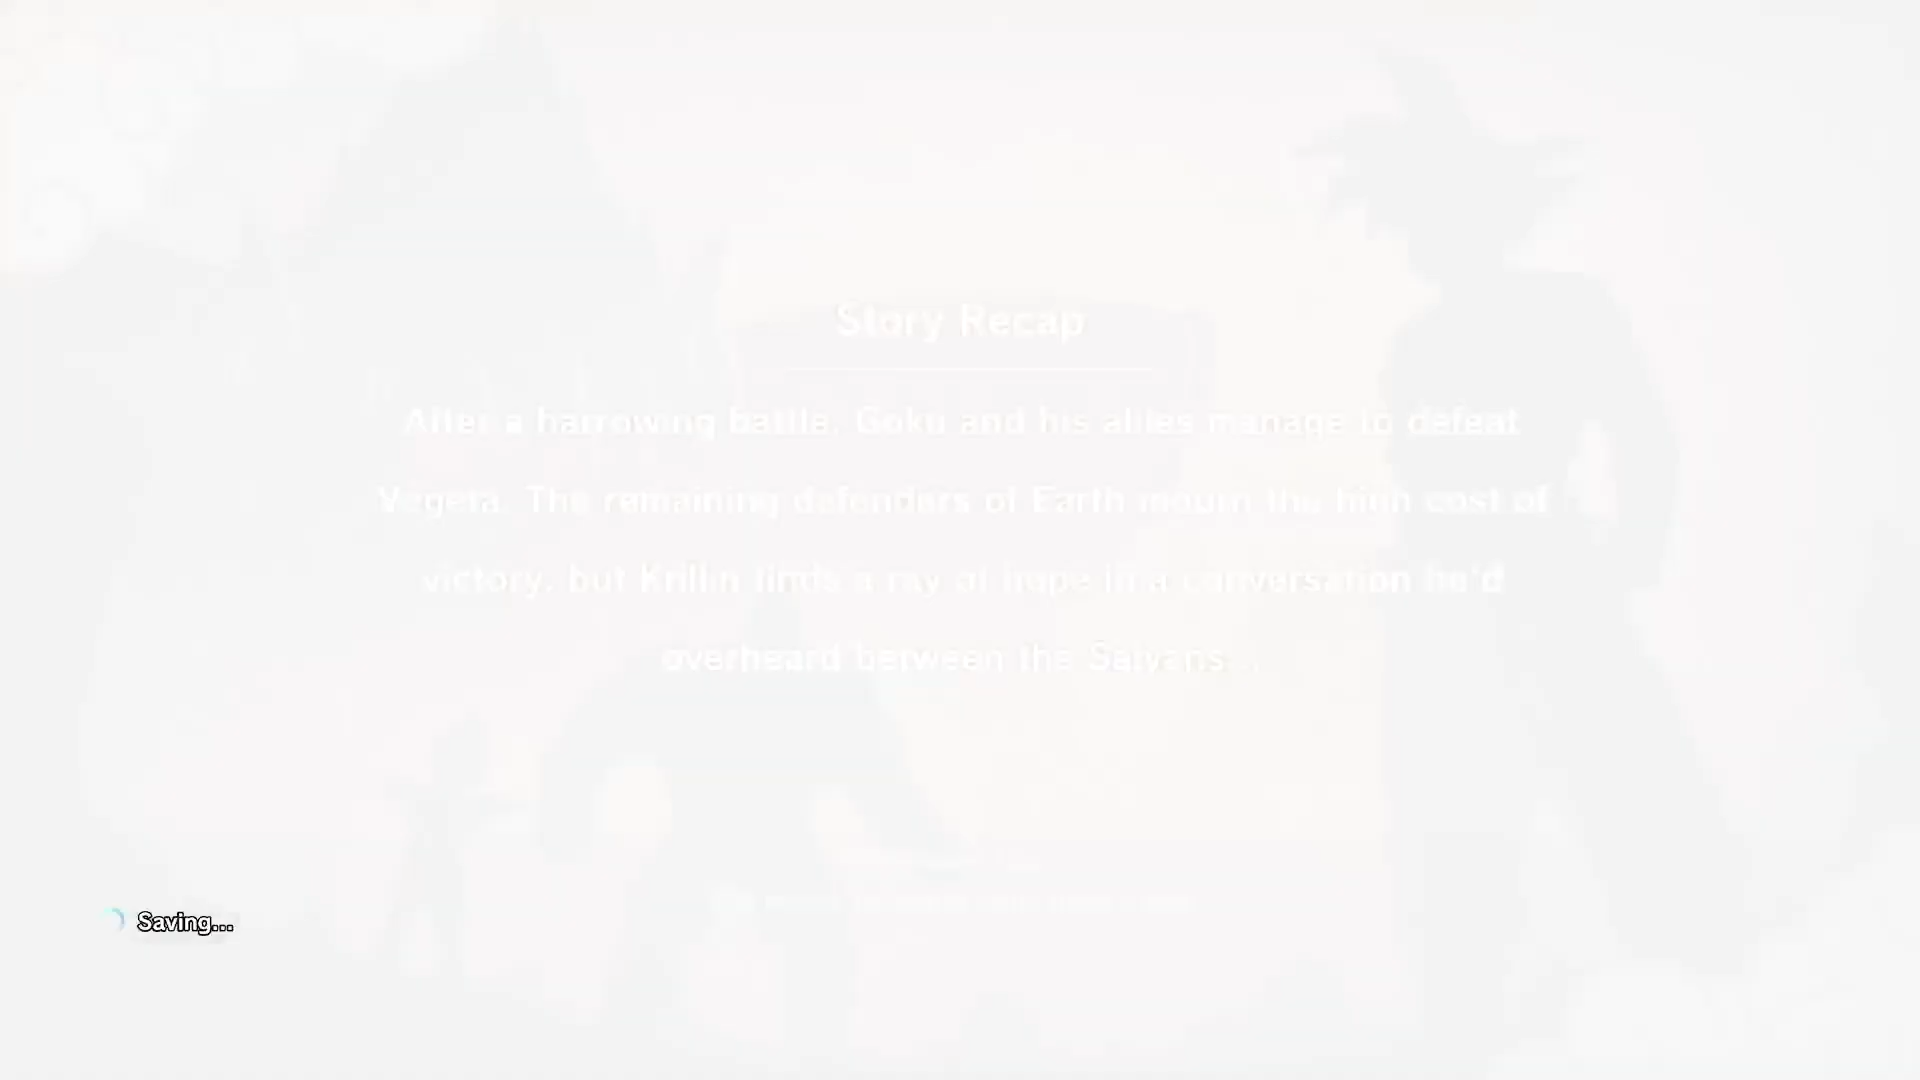 Story Recap
After a harrowing battle, Goku and his allies manage to defeat
Vegeta. The remaining defenders of Earth mourn the high cost of
victory, but Krillin finds a ray of hope in a conversation he'd
overheard between the Saiyans...
Saving...